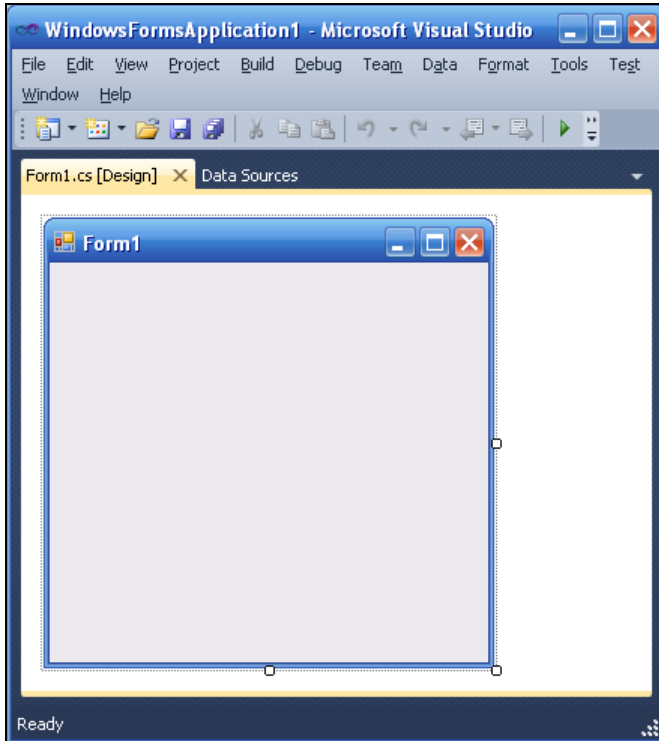 WindowsFormsApplication1 - Microsoft Visual Studio
File Edit View Project Build Debug Team Data Format Tools Test
Window Help
Form1.cs [Design] Data Sources
Form1
Ready